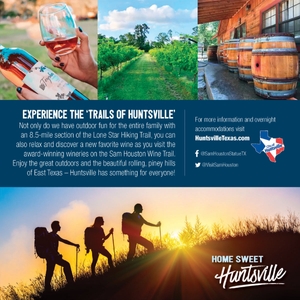 EXPERIENCE THE ‘TRAILS OF HUNTSVILLE’
Not only do we have outdoor fun for the entire family with
an 8.5-mile section of the Lone Star Hiking Trail, you can
also relax and discover a new favorite wine as you visit the
award-winning wineries on the Sam Houston Wine Trail.
Enjoy the great outdoors and the beautiful rolling, piney hills
of East Texas – Huntsville has something for everyone!
For more information and overnight
accommodations visit
HuntsvilleTexas.com
@SamHoustonStatueTX
@VisitSamHouston
HOME SWEET
Huntsville